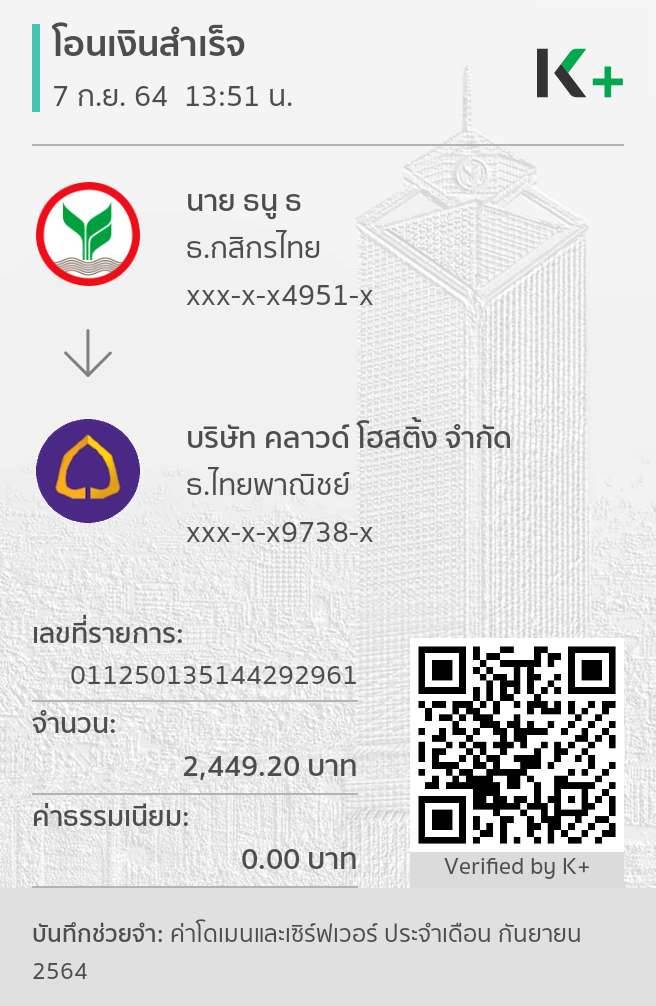 โอนเงินสำเร็จ
7 ก.ย. 64 13:51 น.
K+
นาย ธนู ธ
ธ.กสิกรไทย
xxx-x-x4951-x
บริษัท คลาวด์ โฮสติ้ง จำกัด
ธ.ไทยพาณิชย์
xxx-x-x9738-x
เลขที่รายการ:
011250135144292961
จำนวน:
2,449.20 บาท
ค่าธรรมเนียม:
0.00 บาท
Verified by K+
บันทึกช่วยจำ: ค่าโดเมนและเซิร์ฟเวอร์ ประจำเดือน กันยายน
2564